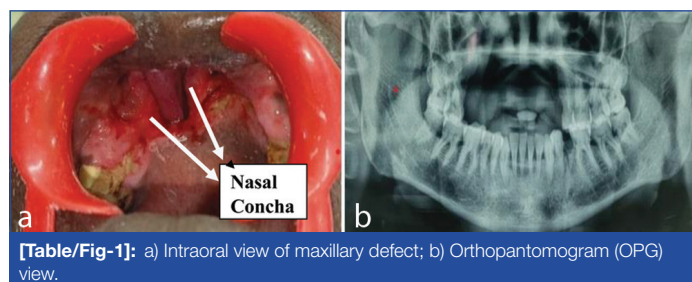 Nasal
Concha
a
b
[Table/Fig-1]: a) Intraoral view of maxillary defect; b) Orthopantomogram (OPG)
view.